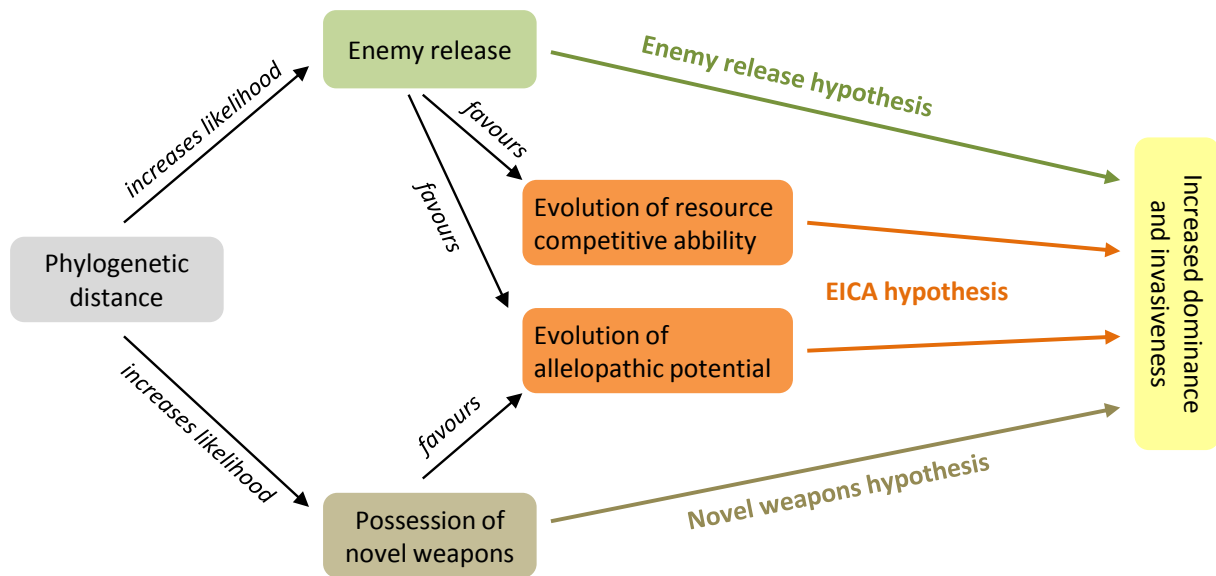 Enemy release
Enemy release hypothesis
increases likelihood
favours
favours
Evolution of resource
competitive abbility
Phylogenetic
distance
EICA hypothesis
Increased dominance
and invasiveness
Evolution of
allelopathic potential
increases likelihood
favours
Novel weapons hypothesis
Possession of
novel weapons